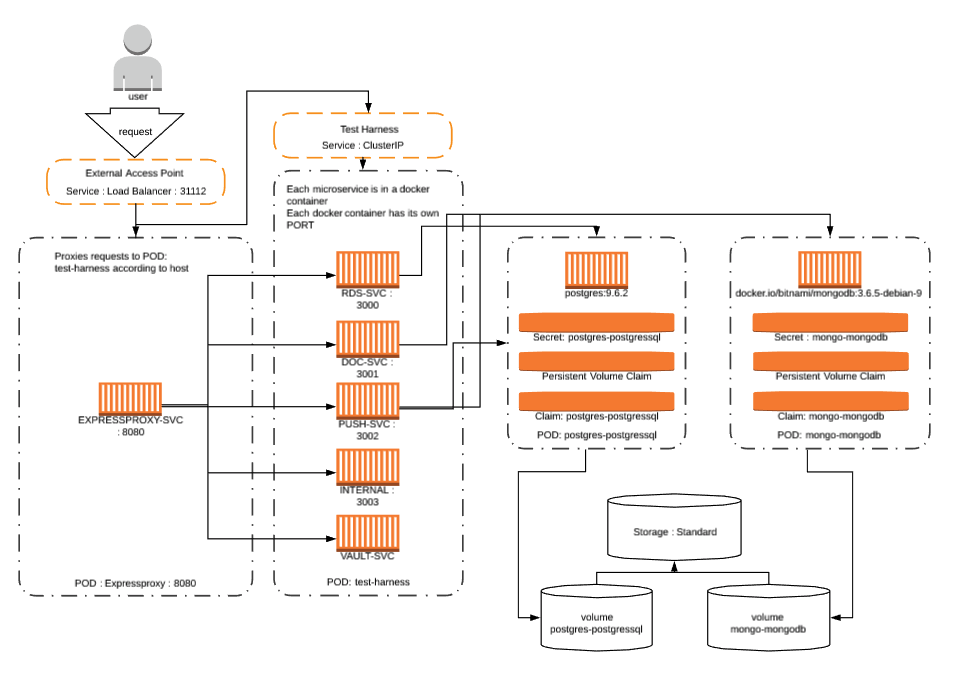 user
request
External Access Point
Service : Load Balancer : 31112
Test Harness
Service : ClusterIP
Proxies requests to POD:
test-harness according to host
EXPRESSPROXY-SVC
: 8080
POD : Expressproxy : 8080
Each microservice is in a docker
container
Each docker container has its own
PORT
RDS-SVC :
3000
DOC-SVC :
3001
PUSH-SVC :
3002
INTERNAL :
3003
VAULT-SVC
POD: test-harness
postgres:9.6.2
Secret: postgres-postgressql
Persistent Volume Claim
Claim: postgres-postgressql
POD: postgres-postgressql
docker.io/bitnami/mongodb:3.6.5-debian-9
Secret : mongo-mongodb
Persistent Volume Claim
Claim: mongo-mongodb
POD: mongo-mongodb
Storage : Standard
volume
postgres-postgressql
volume
mongo-mongodb